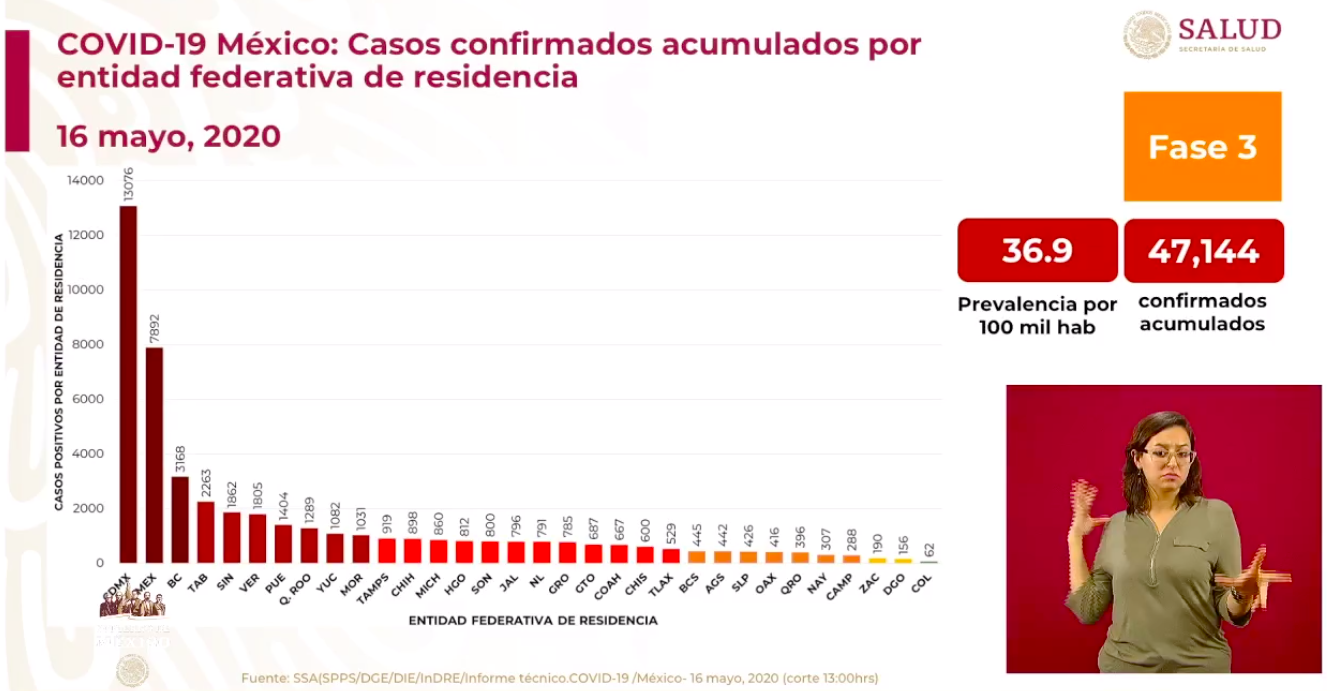 COVID-19 México: Casos confirmados acumulados por
entidad federativa de residencia
16 mayo, 2020
SALUD
SECRETARÍA DE SALUD
Fase 3
36.9
Prevalencia por
100 mil hab
47,144
confirmados
acumulados
CASOS POSITIVOS POR ENTIDAD DE RESIDENCIA
14000
12000
10000
8000
6000
4000
2000
0
13076
7892
3168
2263
1862
1805
1404
1289
1082
1031
919
898
860
812
800
796
791
785
687
667
600
529
445
442
426
416
396
307
288
190
156
62
CDMX
MEX
BC
TAB
SIN
VER
PUE
Q. ROO
YUC
MOR
TAMPS
CHIH
MICH
HGO
SON
JAL
NL
GRO
GTO
COAH
CHIS
TLAX
BCS
AGS
SLP
OAX
QRO
NAY
CAMP
ZAC
DGO
COL
ENTIDAD FEDERATIVA DE RESIDENCIA
Fuente: SSA(SPPS/DGE/DIE/InDRE/Informe técnico.COVID-19 /México- 16 mayo, 2020 (corte 13:00hrs)